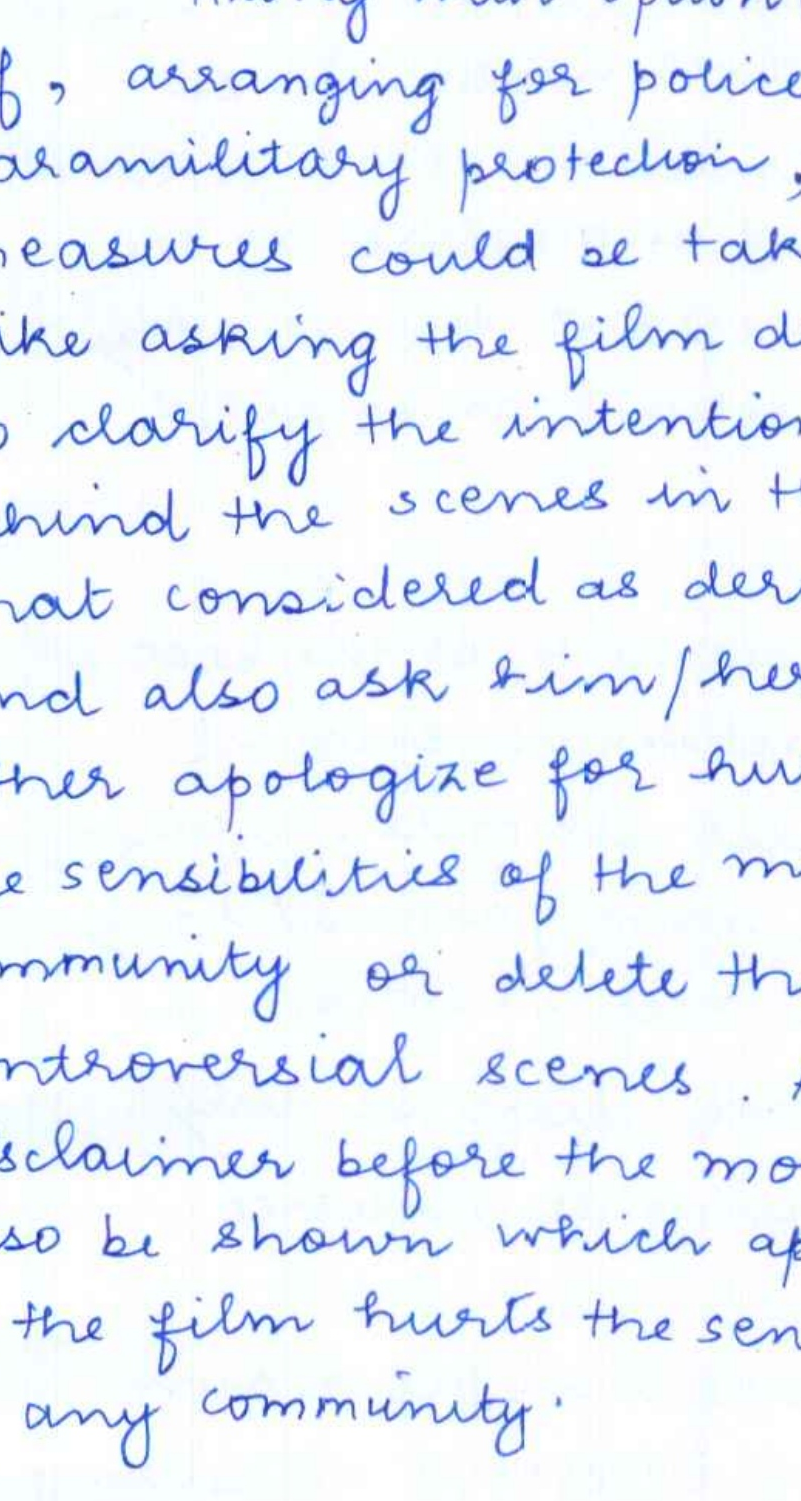 option
f, arranging for police
aramilitary protection,
easures could be tak
ike asking the film d
o clarify the intention
hind the scenes in t
hat considered as der
nd also ask him/her
ther apologize for hu
e sensibilities of the m
mmunity or delete th
ntroversial scenes. A
sclaimer before the mo
so be shown which ap
the film hurts the sen
any community.